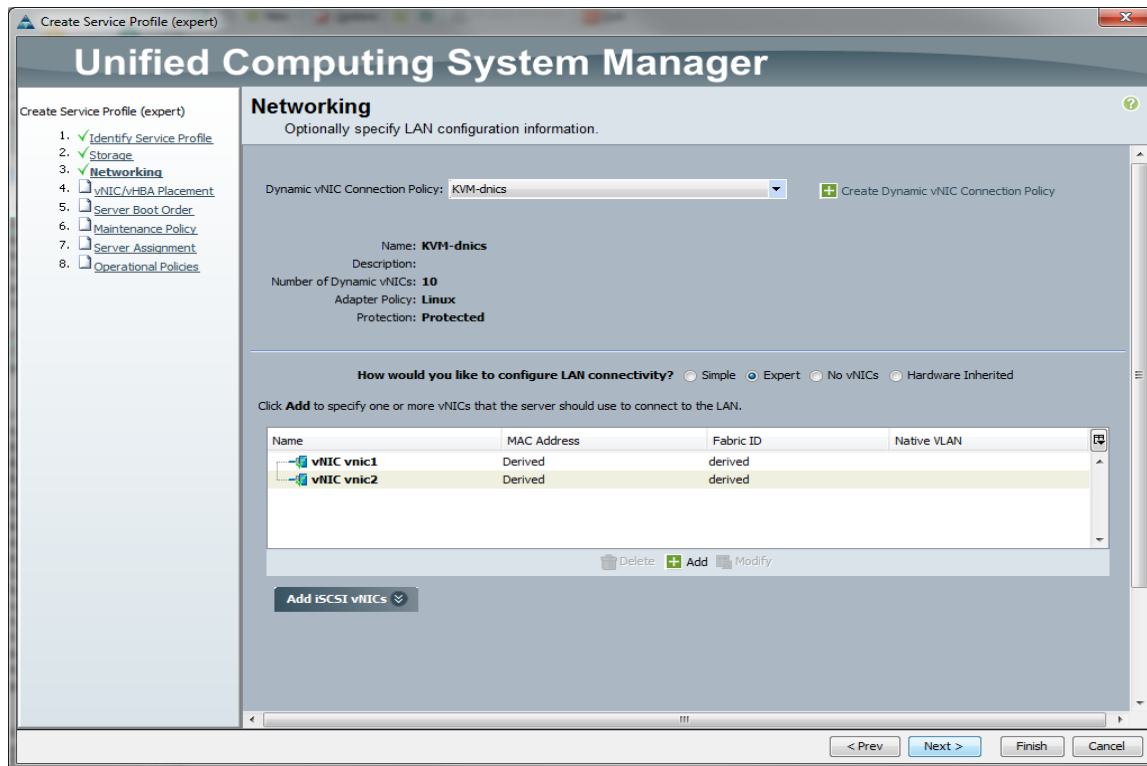 Create Service Profile (expert)
Unified Computing System Manager
Create Service Profile (expert)
1. Identify Service Profile
2. Storage
3. Networking
4. vNIC/vHBA Placement
5. Server Boot Order
6. Maintenance Policy
7. Server Assignment
8. Operational Policies
Networking
Optionally specify LAN configuration information.
Dynamic vNIC Connection Policy: KVM-dnics Create Dynamic vNIC Connection Policy
Name: KVM-dnics
Description:
Number of Dynamic vNICs: 10
Adapter Policy: Linux
Protection: Protected
How would you like to configure LAN connectivity? Simple Expert No vNICs Hardware Inherited
Click Add to specify one or more vNICs that the server should use to connect to the LAN.
Name MAC Address Fabric ID Native VLAN
vNIC vnic1 Derived derived
vNIC vnic2 Derived derived
Delete Add Modify
Add iSCSI vNICs
< Prev Next > Finish Cancel